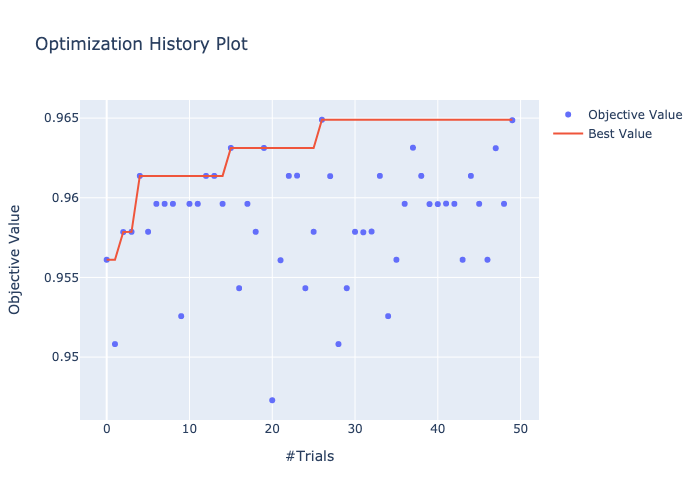 Optimization History Plot
Objective Value
Best Value
0.965
0.96
0.955
0.95
Objective Value
0 10 20 30 40 50
#Trials